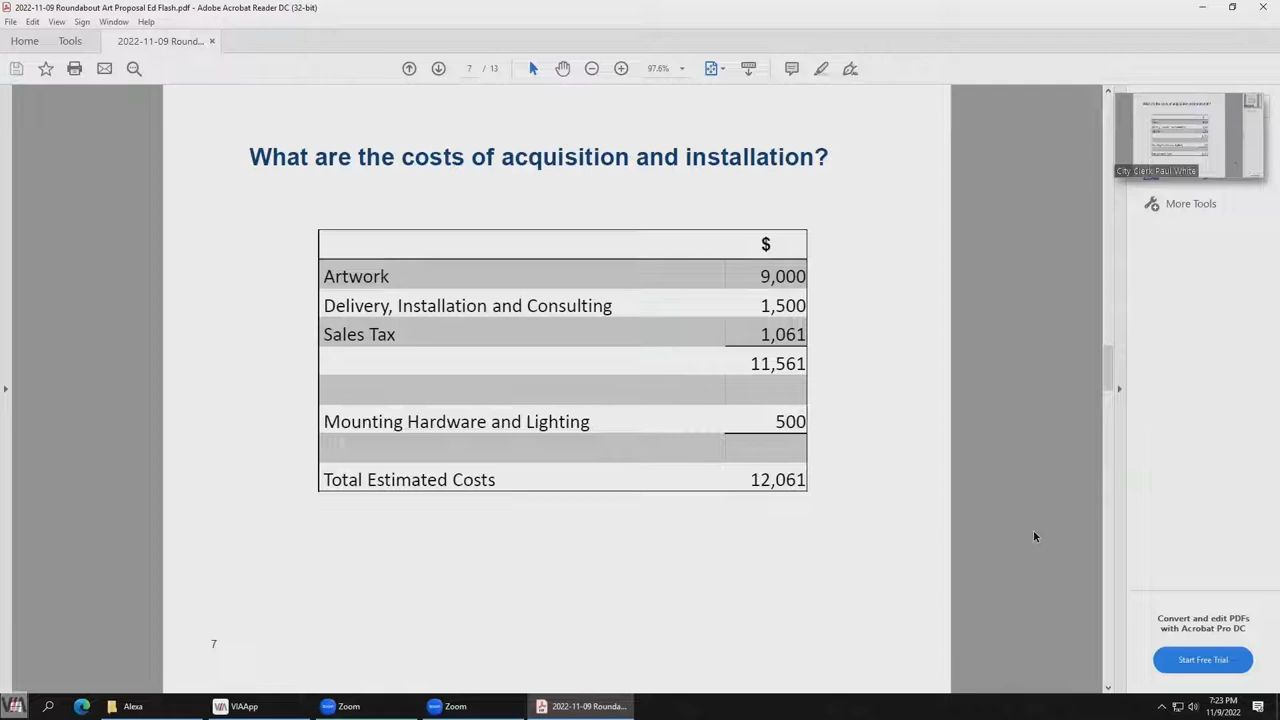 2022-11-09 Roundabout Art Proposal Ed Flash.pdf - Adobe Acrobat Reader DC (32-bit)
File Edit View Sign Window Help
Home Tools 2022-11-09 Round... ×
7 / 13 97.6%
What are the costs of acquisition and installation?
$
Artwork 9,000
Delivery, Installation and Consulting 1,500
Sales Tax 1,061
11,561
Mounting Hardware and Lighting 500
Total Estimated Costs 12,061
7
City Clerk Paul White
More Tools
Convert and edit PDFs
with Acrobat Pro DC
Start Free Trial
VIA Alexa VIAApp Zoom Zoom 2022-11-09 Rounda...
7:23 PM
11/9/2022